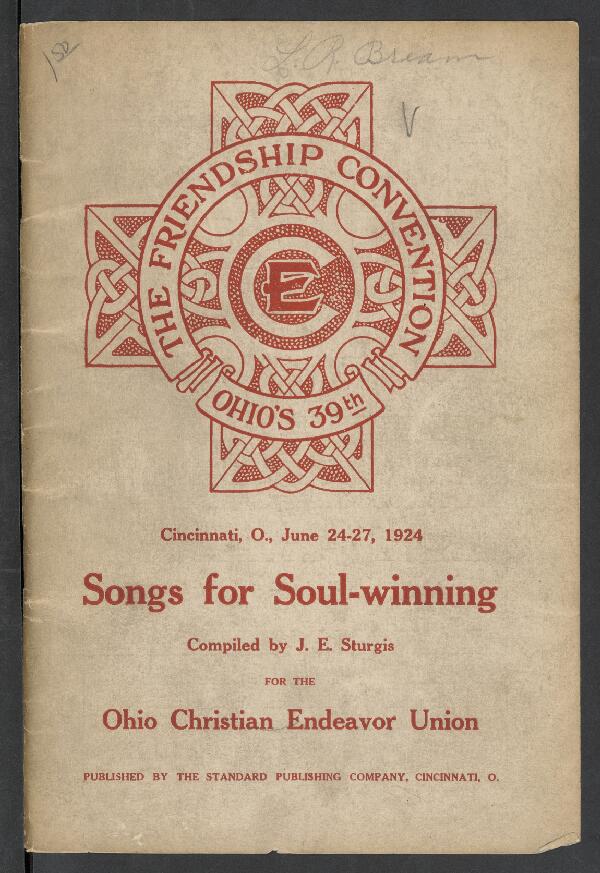 L. R. Bream
V
THE FRIENDSHIP CONVENTION
CE
OHIO'S 39th
Cincinnati, O., June 24-27, 1924
Songs for Soul-winning
Compiled by J. E. Sturgis
FOR THE
Ohio Christian Endeavor Union
PUBLISHED BY THE STANDARD PUBLISHING COMPANY, CINCINNATI, O.